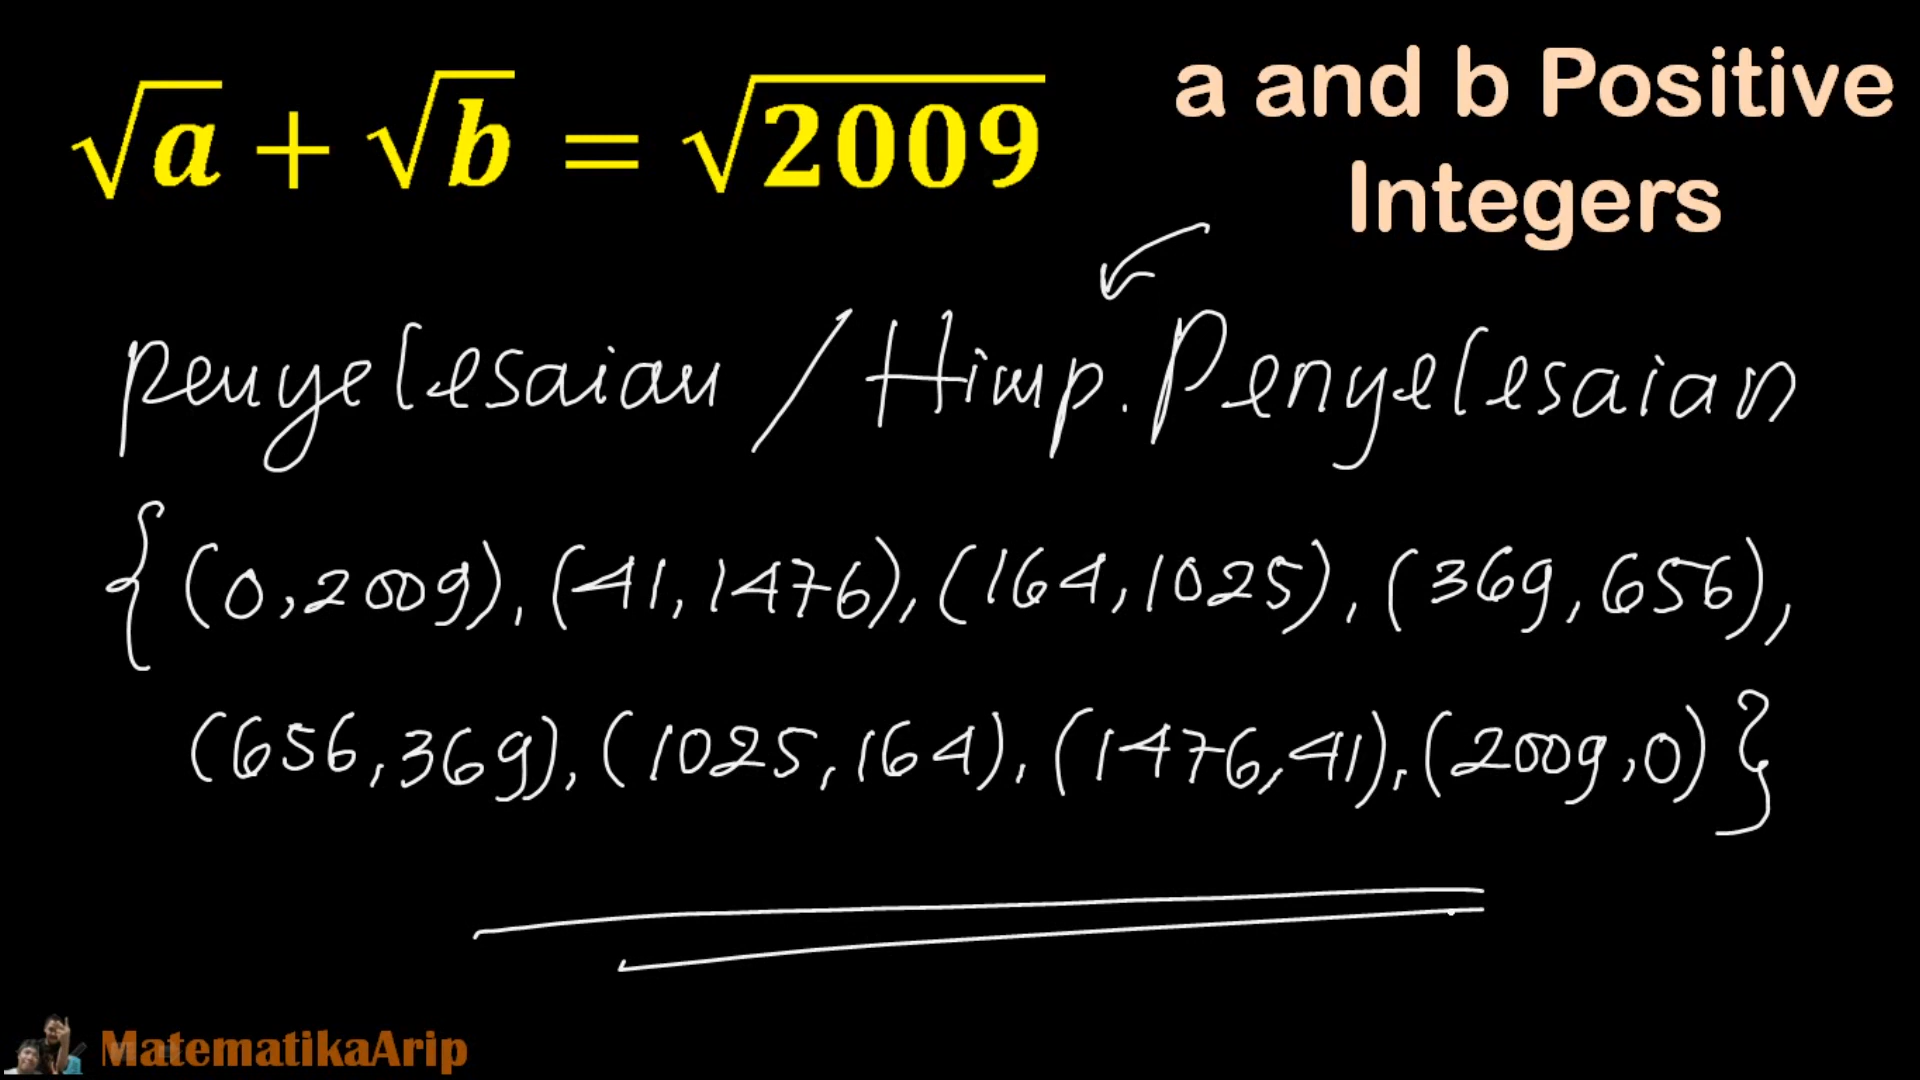 √a + √b = √2009
a and b Positive
Integers
Penyelesaian / Himp. Penyelesaian
{(0,2009), (41,1476), (164,1025), (369,656),
(656,369), (1025,164), (1476,41), (2009,0)}
MatematikaArip